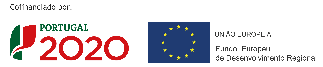 Cofinanciado por:
PORTUGAL
2020
UNIÃO EUROPEIA
Fundo Europeu
de Desenvolvimento Regional